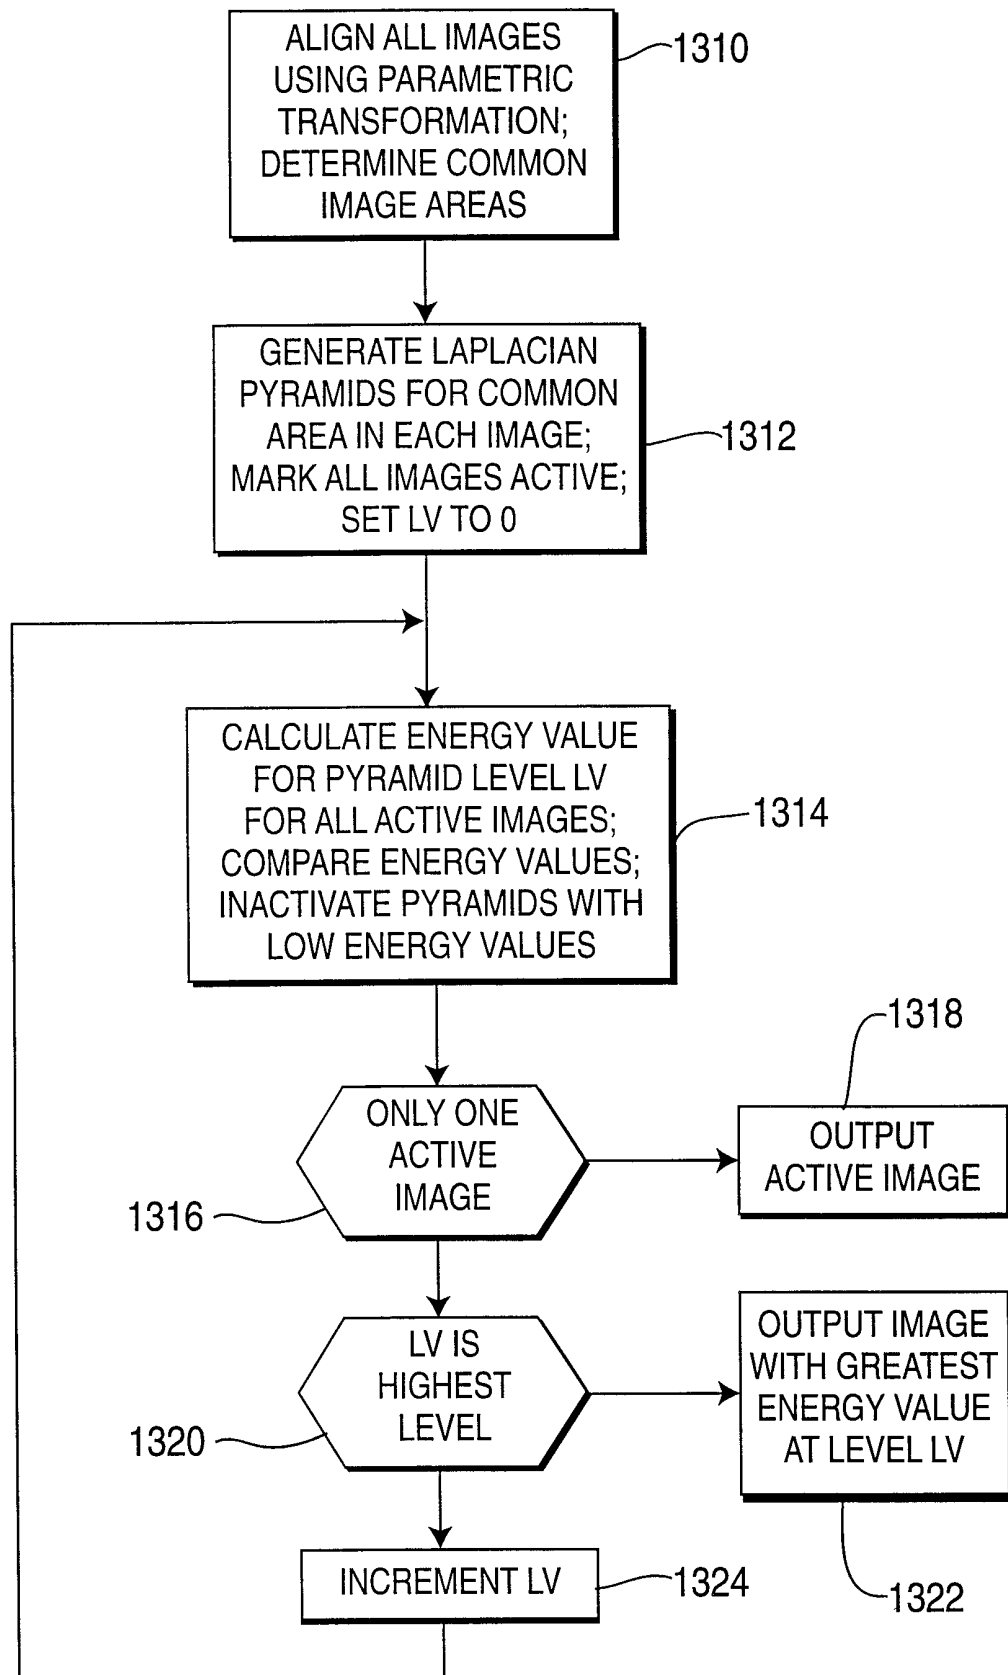 ALIGN ALL IMAGES
USING PARAMETRIC
TRANSFORMATION;
DETERMINE COMMON
IMAGE AREAS
1310
GENERATE LAPLACIAN
PYRAMIDS FOR COMMON
AREA IN EACH IMAGE;
MARK ALL IMAGES ACTIVE;
SET LV TO 0
1312
CALCULATE ENERGY VALUE
FOR PYRAMID LEVEL LV
FOR ALL ACTIVE IMAGES;
COMPARE ENERGY VALUES;
INACTIVATE PYRAMIDS WITH
LOW ENERGY VALUES
1314
ONLY ONE
ACTIVE
IMAGE
1316
OUTPUT
ACTIVE IMAGE
1318
LV IS
HIGHEST
LEVEL
1320
OUTPUT IMAGE
WITH GREATEST
ENERGY VALUE
AT LEVEL LV
1322
INCREMENT LV
1324